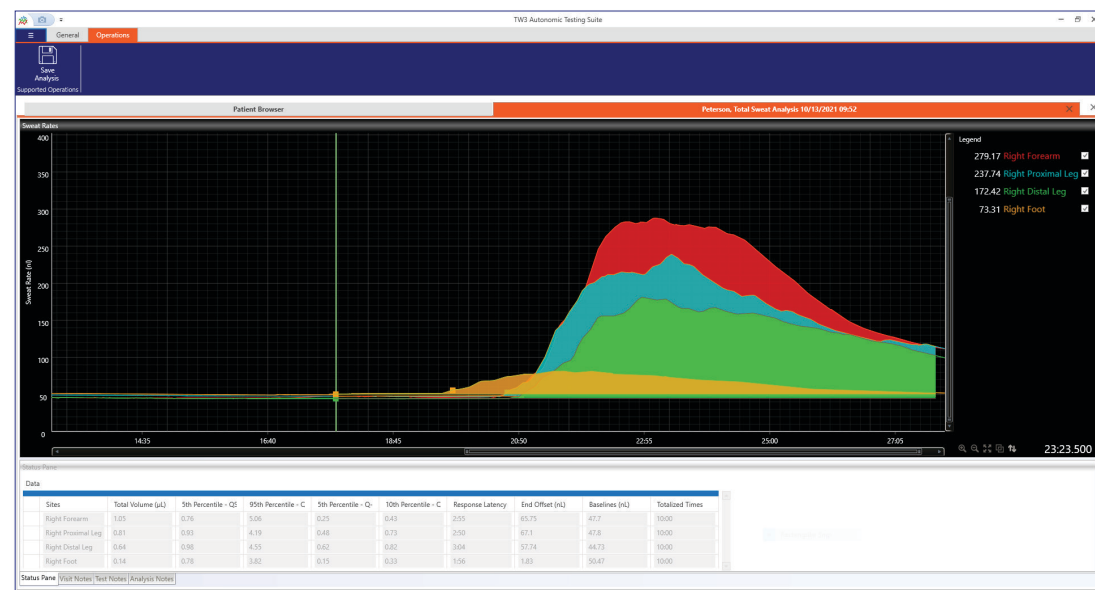 TW3 Autonomic Testing Suite
General Operations
Save
Analysis
Supported Operations
Patient Browser
Peterson, Total Sweat Analysis 10/13/2021 09:52
Sweat Rates
Legend
279.17 Right Forearm
237.74 Right Proximal Leg
172.42 Right Distal Leg
73.31 Right Foot
Sweat Rate (nl)
400
350
300
250
200
150
100
50
0
14:35 16:40 18:45 20:50 22:55 25:00 27:05
23:23.500
Status Pane
Data
Sites Total Volume (µL) 5th Percentile - QS 95th Percentile - C 5th Percentile - Q- 10th Percentile - C Response Latency End Offset (nL) Baselines (nL) Totalized Times
Right Forearm 1.05 0.76 5.06 0.25 0.43 2:55 65.75 47.7 10:00
Right Proximal Leg 0.81 0.93 4.19 0.48 0.73 2:50 67.1 47.8 10:00
Right Distal Leg 0.64 0.98 4.55 0.62 0.82 3:04 57.74 44.73 10:00
Right Foot 0.14 0.78 3.82 0.15 0.33 1:56 1.83 50.47 10:00
Status Pane Visit Notes Test Notes Analysis Notes